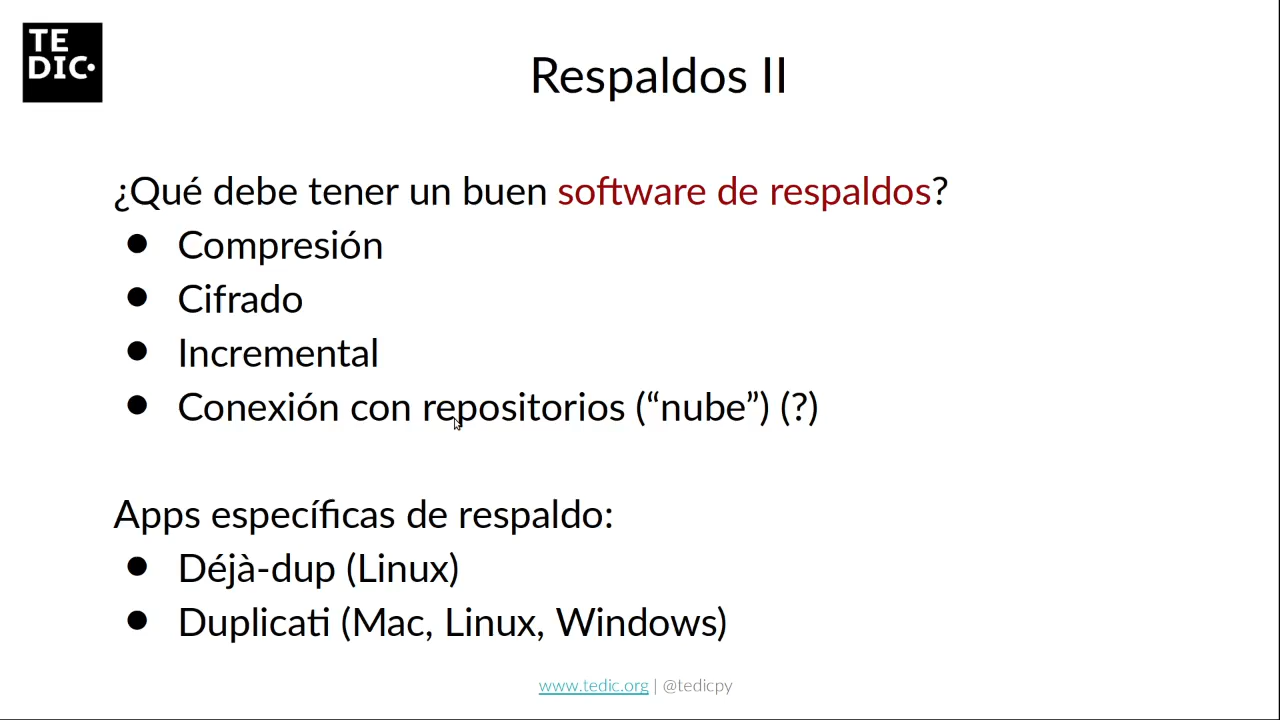 TE
DIC
Respaldos II
¿Qué debe tener un buen software de respaldos?
● Compresión
● Cifrado
● Incremental
● Conexión con repositorios (“nube”) (?)
Apps específicas de respaldo:
● Déjà-dup (Linux)
● Duplicati (Mac, Linux, Windows)
www.tedic.org | @tedicpy